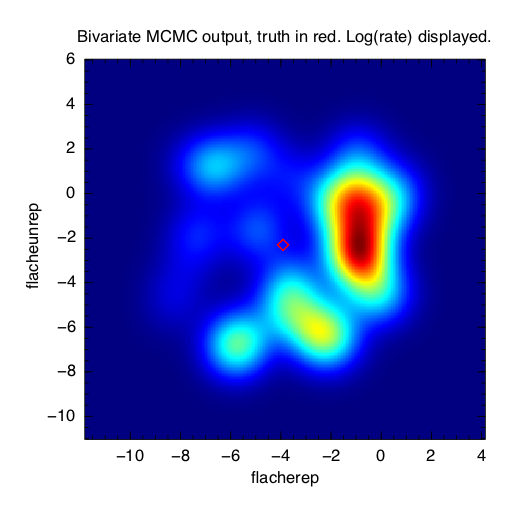 Bivariate MCMC output, truth in red. Log(rate) displayed.
6
4
2
0
−2
−4
−6
−8
−10
flacheunrep
−10 −8 −6 −4 −2 0 2 4
flacherep